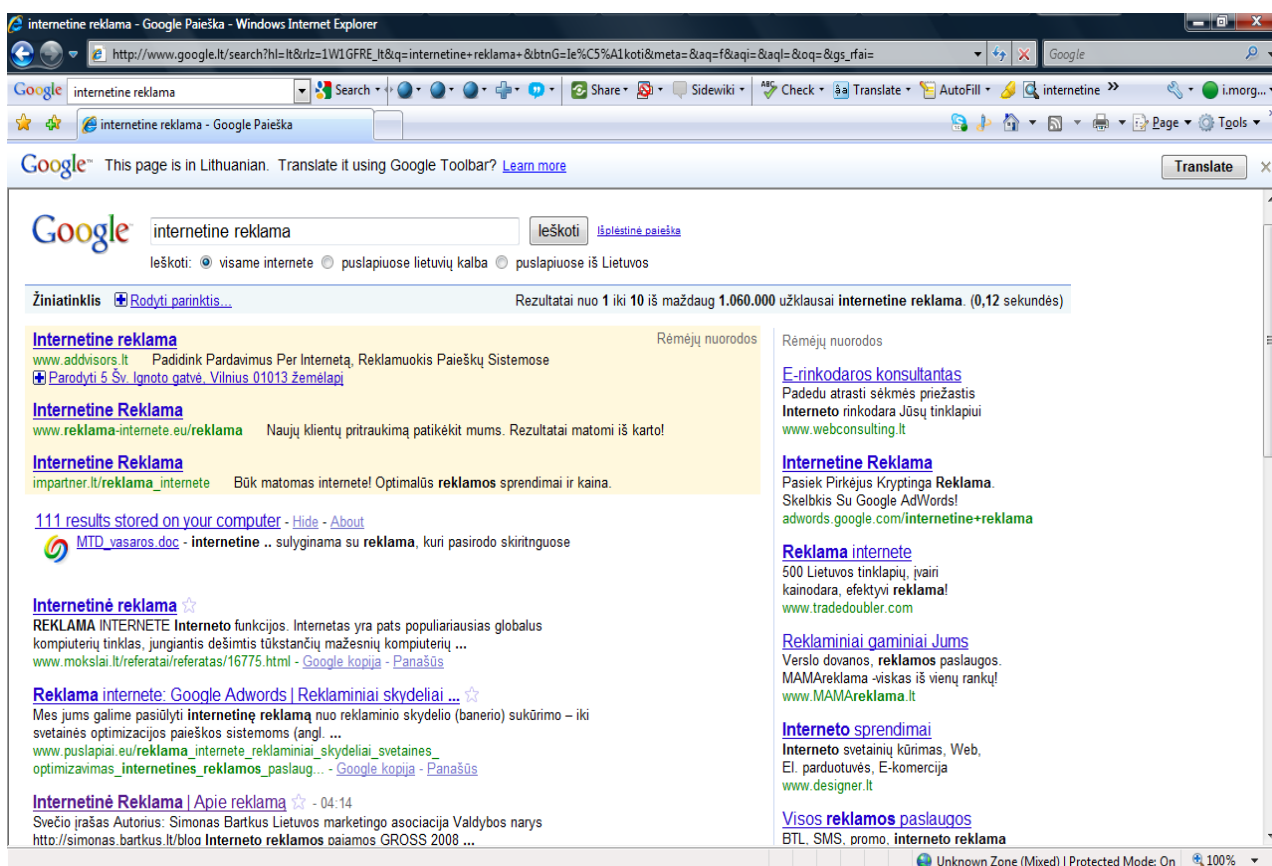 internetine reklama - Google Paieška - Windows Internet Explorer
http://www.google.lt/search?hl=lt&rlz=1W1GFRE_lt&q=internetine+reklama+&btnG=Ie%C5%A1koti&meta=&aq=f&aqi=&aql=&oq=&gs_rfai=
Google
Google internetine reklama Search Share Sidewiki Check Translate AutoFill internetine » i.morg...
internetine reklama - Google Paieška Page Tools
Google™ This page is in Lithuanian. Translate it using Google Toolbar? Learn more Translate
Google™ internetine reklama Ieškoti Išplėstinė paieška
Ieškoti: visame internete puslapiuose lietuvių kalba puslapiuose iš Lietuvos
Žiniatinklis Rodyti parinktis... Rezultatai nuo 1 iki 10 iš maždaug 1.060.000 užklausai internetine reklama. (0,12 sekundės)
Internetine reklama Rėmėjų nuorodos
www.addvisors.lt Padidink Pardavimus Per Internetą, Reklamuokis Paieškų Sistemose
Parodyti 5 Šv. Ignoto gatvė, Vilnius 01013 žemėlapį
Internetine Reklama
www.reklama-internete.eu/reklama Naujų klientų pritraukimą patikėkit mums. Rezultatai matomi iš karto!
Internetine Reklama
impartner.lt/reklama_internete Būk matomas internete! Optimalūs reklamos sprendimai ir kaina.
111 results stored on your computer - Hide - About
MTD_vasaros.doc - internetine .. sulyginama su reklama, kuri pasirodo skiritnguose
Internetinė reklama
REKLAMA INTERNETE Interneto funkcijos. Internetas yra pats populiariausias globalus
kompiuterių tinklas, jungiantis dešimtis tūkstančių mažesnių kompiuterių ...
www.mokslai.lt/referatai/referatas/16775.html - Google kopija - Panašūs
Reklama internete: Google Adwords | Reklaminiai skydeliai ...
Mes jums galime pasiūlyti internetinę reklamą nuo reklaminio skydelio (banerio) sukūrimo – iki
svetainės optimizacijos paieškos sistemoms (angl. ...
www.puslapiai.eu/reklama_internete_reklaminiai_skydeliai_svetaines_
optimizavimas_internetines_reklamos_paslaug... - Google kopija - Panašūs
Internetinė Reklama | Apie reklamą - 04:14
Svečio įrašas Autorius: Simonas Bartkus Lietuvos marketingo asociacija Valdybos narys
http://simonas.bartkus.lt/blog Interneto reklamos pajamos GROSS 2008 ...
Rėmėjų nuorodos
E-rinkodaros konsultantas
Padedu atrasti sėkmės priežastis
Interneto rinkodara Jūsų tinklapiui
www.webconsulting.lt
Internetine Reklama
Pasiek Pirkėjus Kryptinga Reklama.
Skelbkis Su Google AdWords!
adwords.google.com/internetine+reklama
Reklama internete
500 Lietuvos tinklapių, įvairi
kainodara, efektyvi reklama!
www.tradedoubler.com
Reklaminiai gaminiai Jums
Verslo dovanos, reklamos paslaugos.
MAMAreklama -viskas iš vienų rankų!
www.MAMAreklama.lt
Interneto sprendimai
Interneto svetainių kūrimas, Web,
El. parduotuvės, E-komercija
www.designer.lt
Visos reklamos paslaugos
BTL, SMS, promo, interneto reklama
Unknown Zone (Mixed) | Protected Mode: On 100%